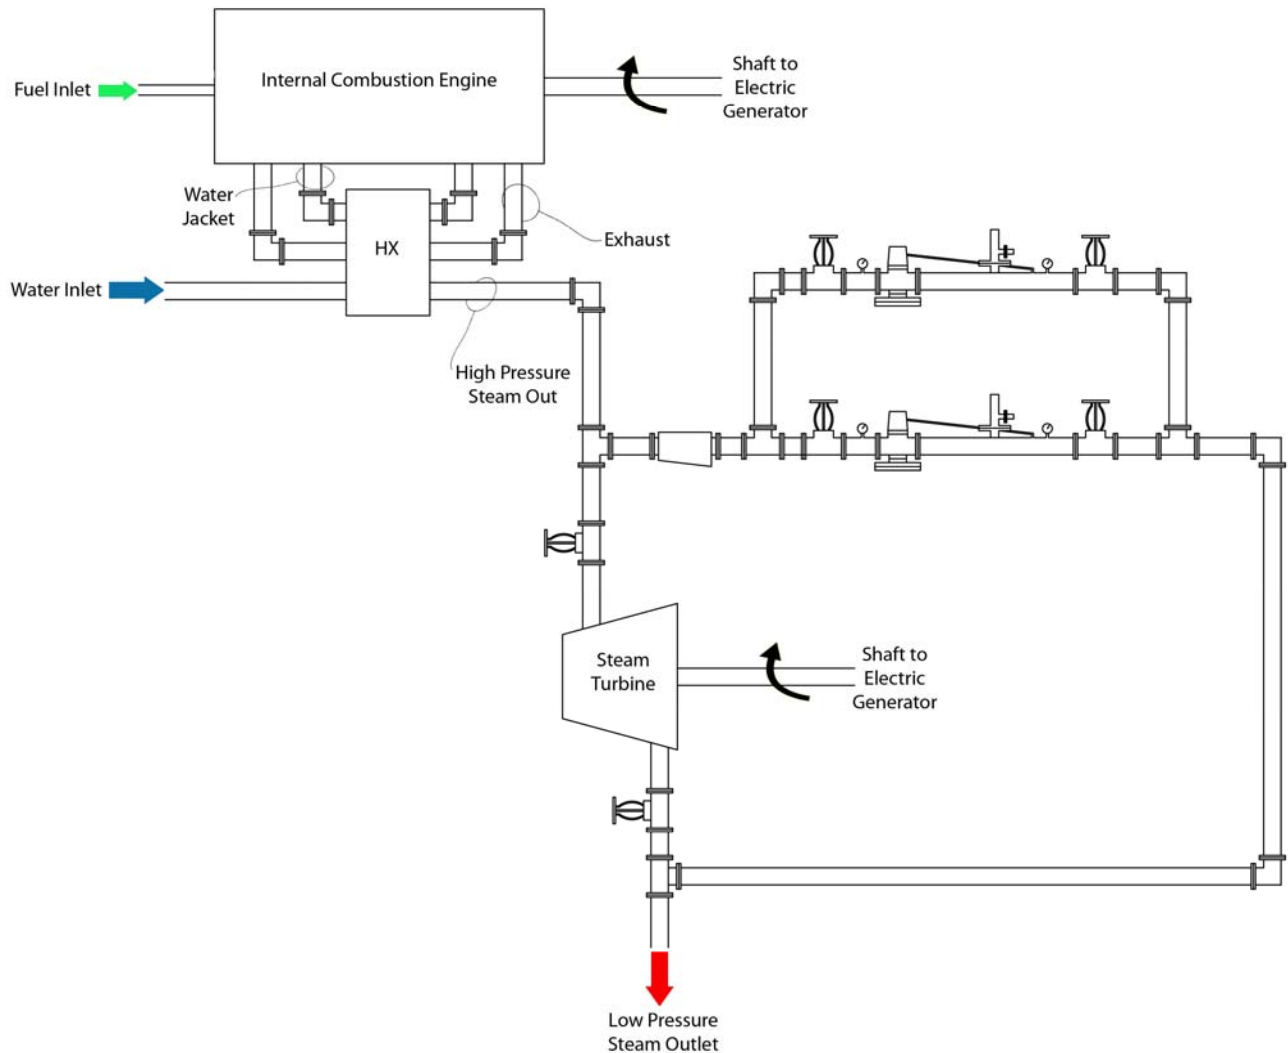 Internal Combustion Engine
Fuel Inlet
Shaft to
Electric
Generator
Water
Jacket
HX
Exhaust
Water Inlet
High Pressure
Steam Out
Steam
Turbine
Shaft to
Electric
Generator
Low Pressure
Steam Outlet